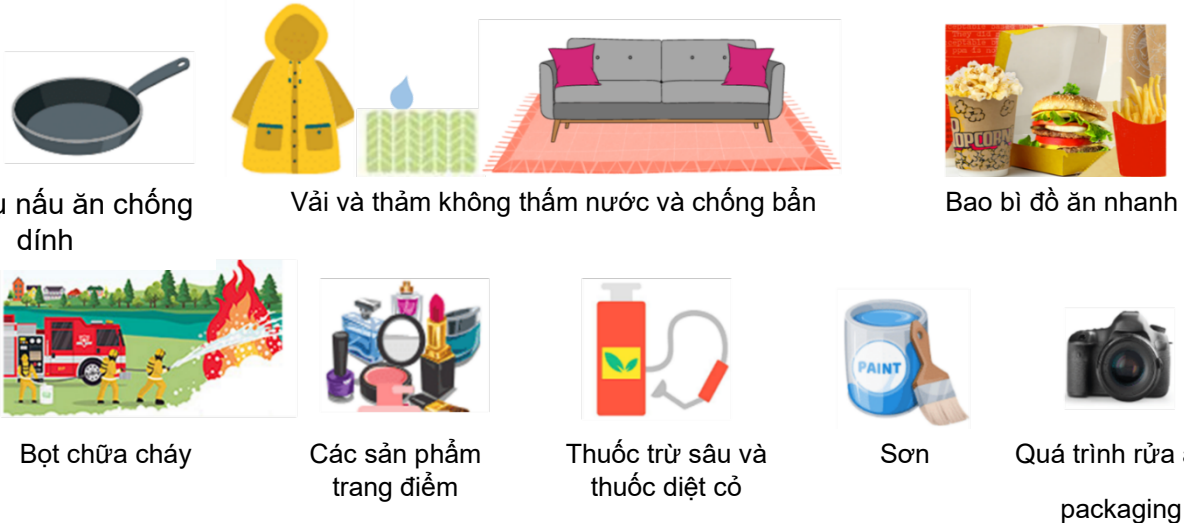 nấu ăn chống
dính
Vải và thảm không thấm nước và chống bẩn
Bao bì đồ ăn nhanh
POPCORN
PAINT
Bọt chữa cháy
Các sản phẩm
trang điểm
Thuốc trừ sâu và
thuốc diệt cỏ
Sơn
Quá trình rửa
packaging